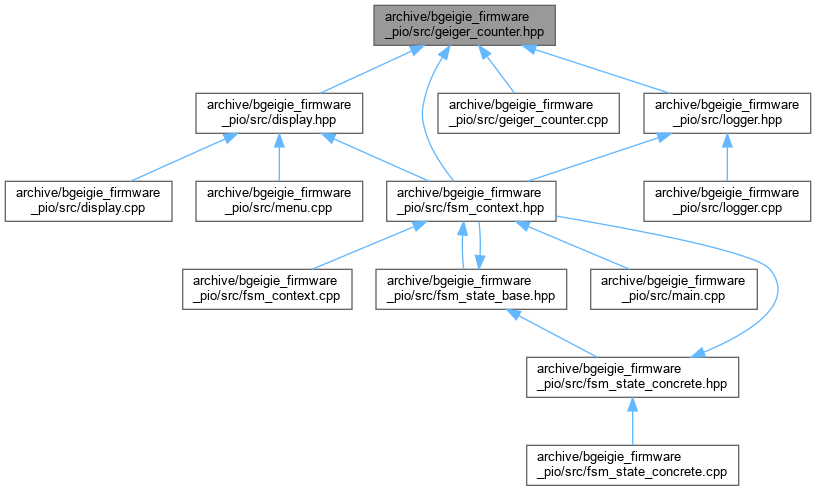 archive/bgeigie_firmware
_pio/src/geiger_counter.hpp
archive/bgeigie_firmware
_pio/src/display.hpp
archive/bgeigie_firmware
_pio/src/geiger_counter.cpp
archive/bgeigie_firmware
_pio/src/logger.hpp
archive/bgeigie_firmware
_pio/src/display.cpp
archive/bgeigie_firmware
_pio/src/menu.cpp
archive/bgeigie_firmware
_pio/src/fsm_context.hpp
archive/bgeigie_firmware
_pio/src/logger.cpp
archive/bgeigie_firmware
_pio/src/fsm_context.cpp
archive/bgeigie_firmware
_pio/src/fsm_state_base.hpp
archive/bgeigie_firmware
_pio/src/main.cpp
archive/bgeigie_firmware
_pio/src/fsm_state_concrete.hpp
archive/bgeigie_firmware
_pio/src/fsm_state_concrete.cpp